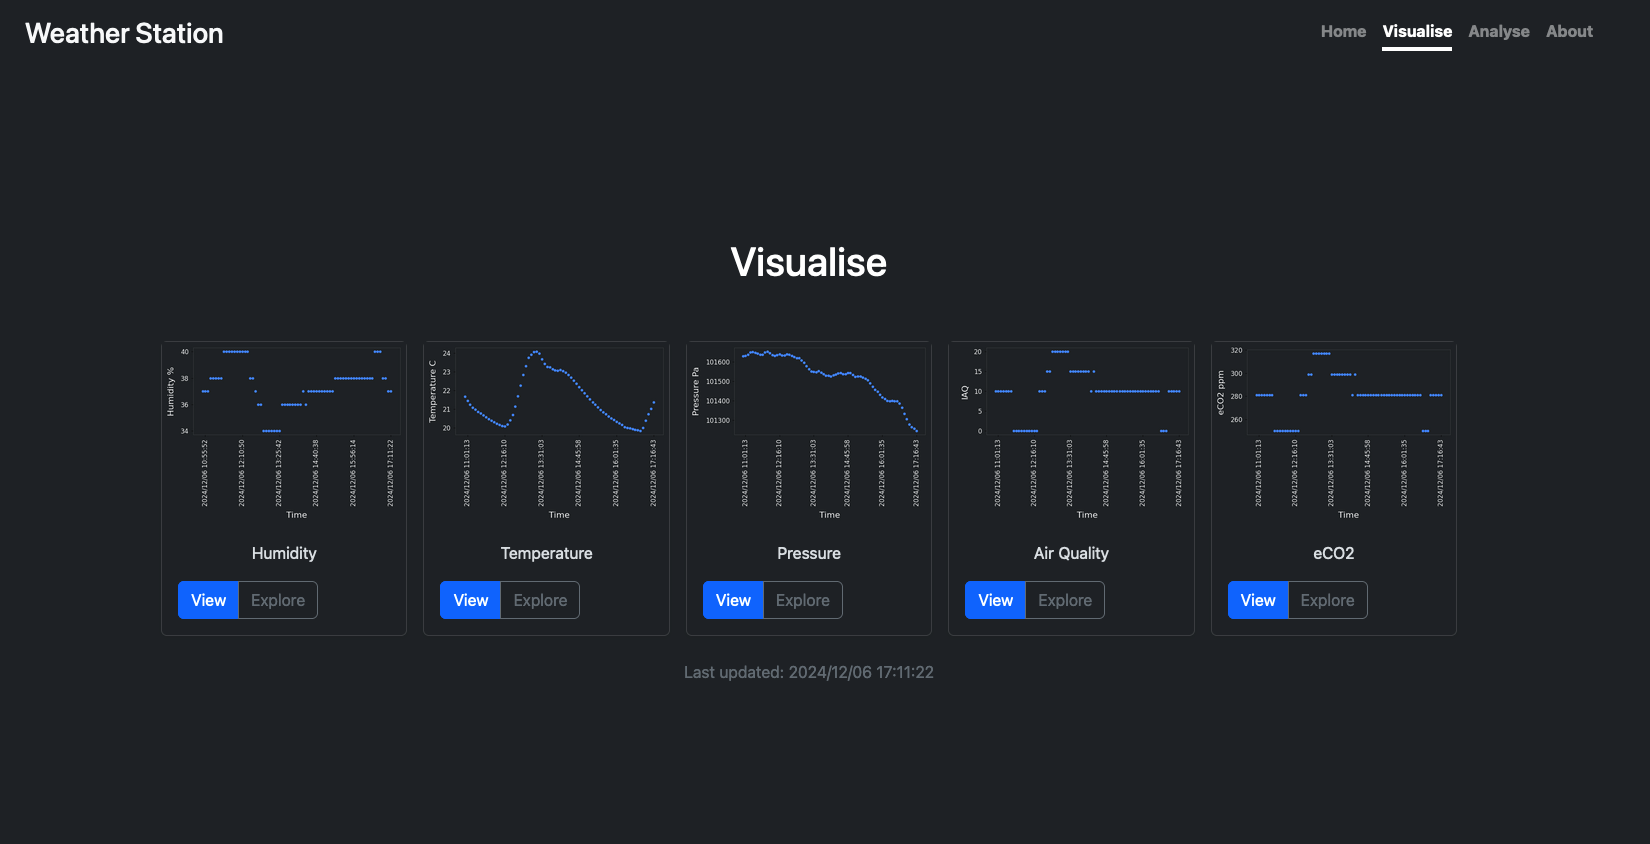 Weather Station
Home Visualise Analyse About
Visualise
Humidity %
40
38
36
34
2024/12/06 10:55:52
2024/12/06 12:10:50
2024/12/06 13:25:42
2024/12/06 14:40:38
2024/12/06 15:56:14
2024/12/06 17:11:22
Time
Humidity
View Explore
Temperature C
24
23
22
21
20
2024/12/06 11:01:13
2024/12/06 12:16:10
2024/12/06 13:31:03
2024/12/06 14:45:58
2024/12/06 16:01:35
2024/12/06 17:16:43
Time
Temperature
View Explore
Pressure Pa
101600
101500
101400
101300
2024/12/06 11:01:13
2024/12/06 12:16:10
2024/12/06 13:31:03
2024/12/06 14:45:58
2024/12/06 16:01:35
2024/12/06 17:16:43
Time
Pressure
View Explore
IAQ
20
15
10
5
0
2024/12/06 11:01:13
2024/12/06 12:16:10
2024/12/06 13:31:03
2024/12/06 14:45:58
2024/12/06 16:01:35
2024/12/06 17:16:43
Time
Air Quality
View Explore
eCO2 ppm
320
300
280
260
2024/12/06 11:01:13
2024/12/06 12:16:10
2024/12/06 13:31:03
2024/12/06 14:45:58
2024/12/06 16:01:35
2024/12/06 17:16:43
Time
eCO2
View Explore
Last updated: 2024/12/06 17:11:22